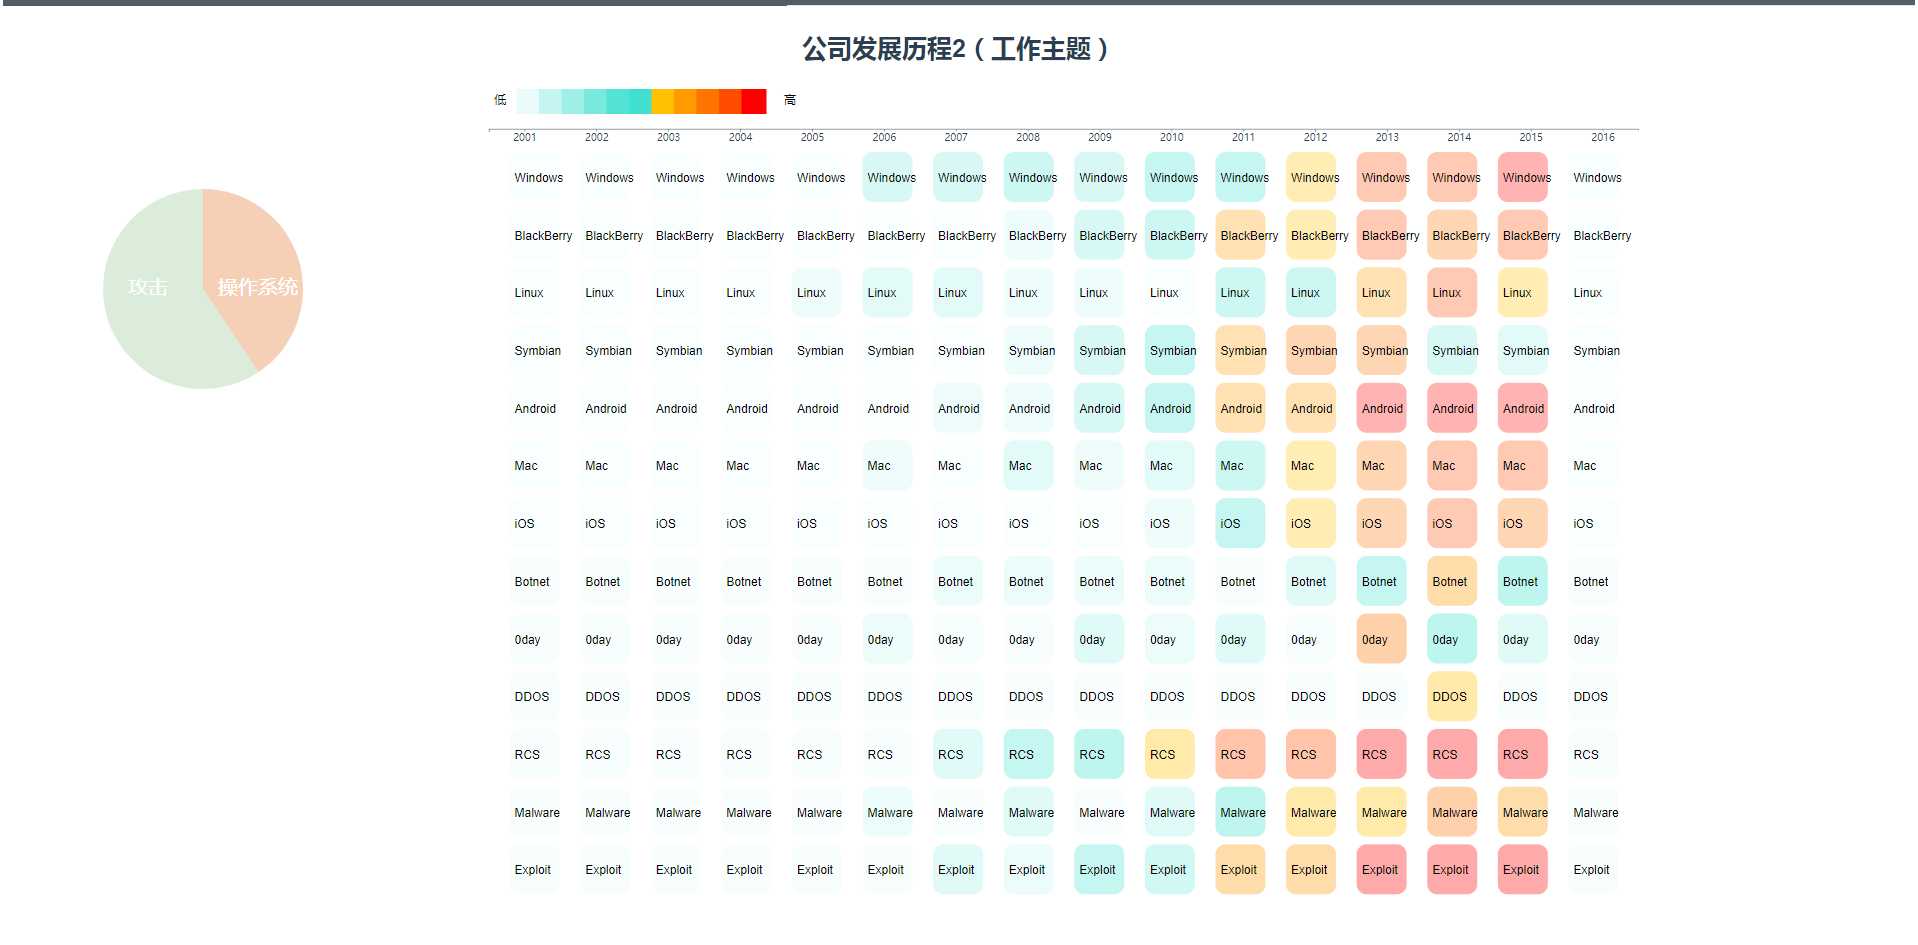 公司发展历程2（工作主题）
低 高
2001 2002 2003 2004 2005 2006 2007 2008 2009 2010 2011 2012 2013 2014 2015 2016
Windows Windows Windows Windows Windows Windows Windows Windows Windows Windows Windows Windows Windows Windows Windows Windows
BlackBerry BlackBerry BlackBerry BlackBerry BlackBerry BlackBerry BlackBerry BlackBerry BlackBerry BlackBerry BlackBerry BlackBerry BlackBerry BlackBerry BlackBerry BlackBerry
攻击 操作系统
Linux Linux Linux Linux Linux Linux Linux Linux Linux Linux Linux Linux Linux Linux Linux Linux
Symbian Symbian Symbian Symbian Symbian Symbian Symbian Symbian Symbian Symbian Symbian Symbian Symbian Symbian Symbian Symbian
Android Android Android Android Android Android Android Android Android Android Android Android Android Android Android Android
Mac Mac Mac Mac Mac Mac Mac Mac Mac Mac Mac Mac Mac Mac Mac Mac
iOS iOS iOS iOS iOS iOS iOS iOS iOS iOS iOS iOS iOS iOS iOS iOS
Botnet Botnet Botnet Botnet Botnet Botnet Botnet Botnet Botnet Botnet Botnet Botnet Botnet Botnet Botnet Botnet
0day 0day 0day 0day 0day 0day 0day 0day 0day 0day 0day 0day 0day 0day 0day 0day
DDOS DDOS DDOS DDOS DDOS DDOS DDOS DDOS DDOS DDOS DDOS DDOS DDOS DDOS DDOS DDOS
RCS RCS RCS RCS RCS RCS RCS RCS RCS RCS RCS RCS RCS RCS RCS RCS
Malware Malware Malware Malware Malware Malware Malware Malware Malware Malware Malware Malware Malware Malware Malware Malware
Exploit Exploit Exploit Exploit Exploit Exploit Exploit Exploit Exploit Exploit Exploit Exploit Exploit Exploit Exploit Exploit